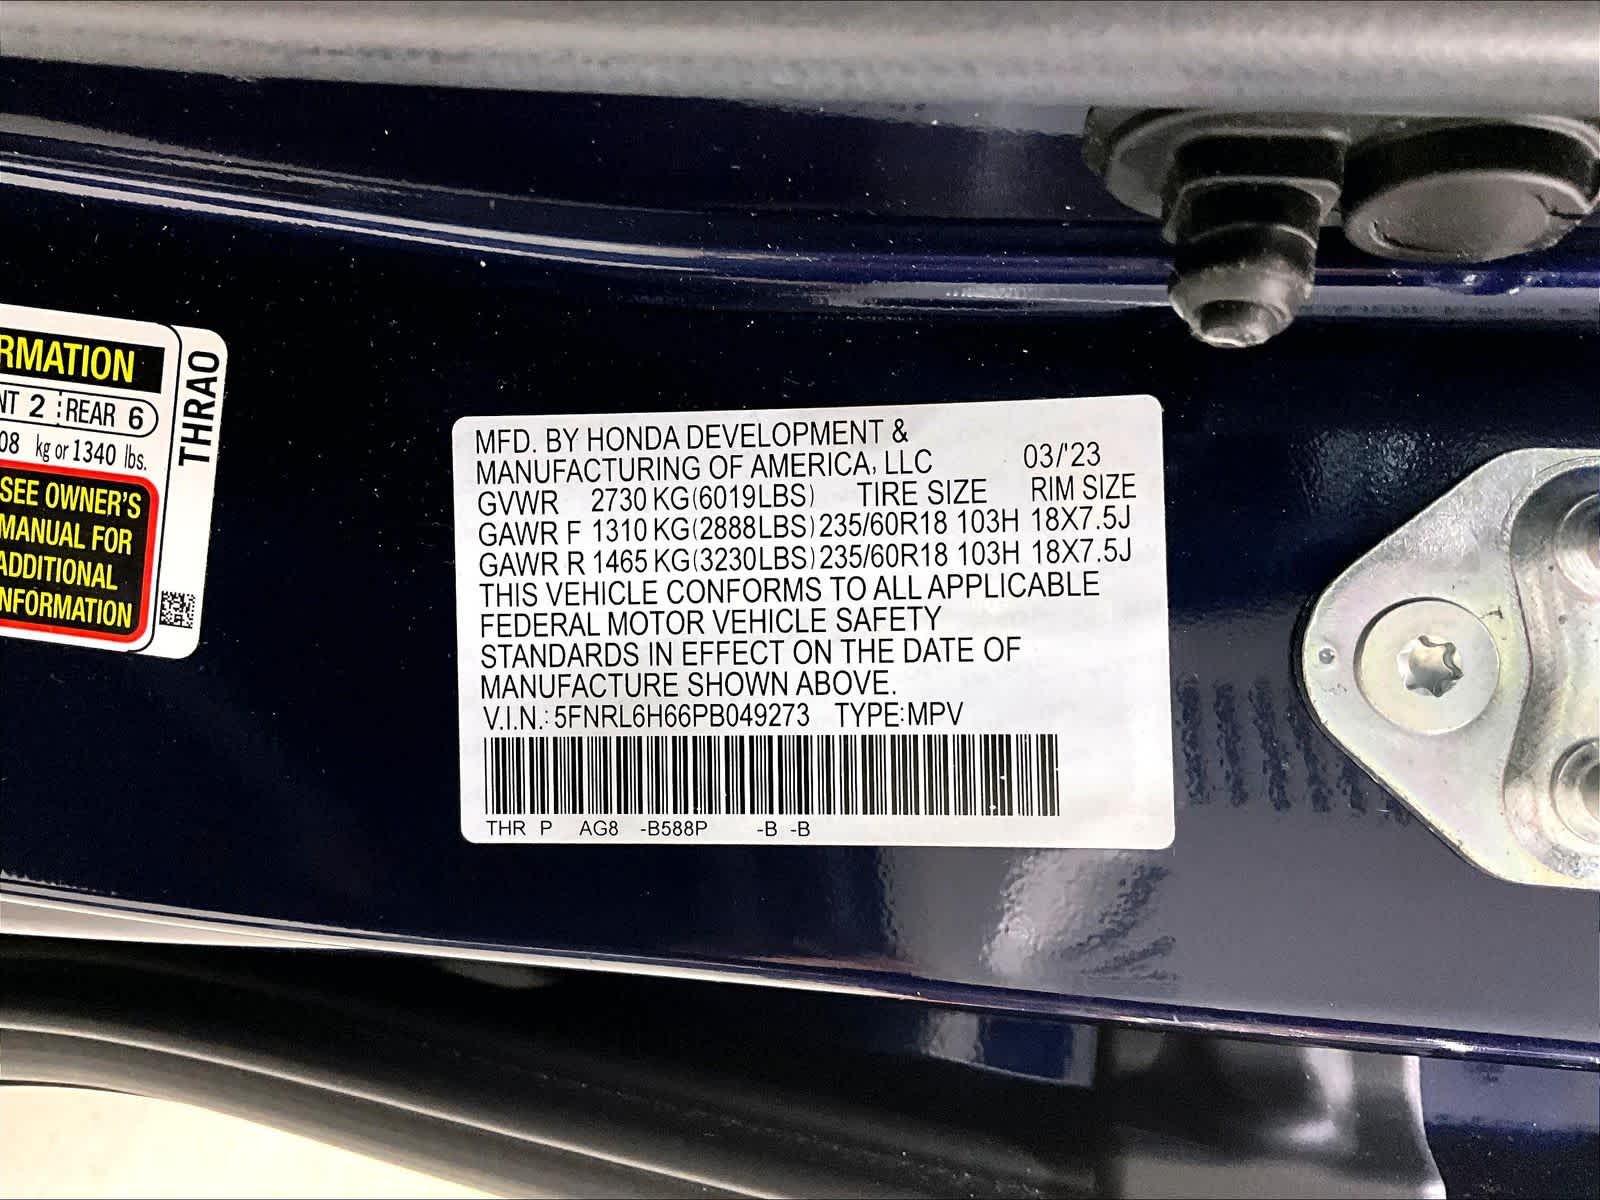 RMATION
NT 2 REAR 6
08 kg or 1340 lbs.
SEE OWNER'S
MANUAL FOR
ADDITIONAL
NFORMATION
THRAO
MFD. BY HONDA DEVELOPMENT &
MANUFACTURING OF AMERICA, LLC 03/'23
GVWR 2730 KG(6019LBS) TIRE SIZE RIM SIZE
GAWR F 1310 KG(2888LBS) 235/60R18 103H 18X7.5J
GAWR R 1465 KG(3230LBS) 235/60R18 103H 18X7.5J
THIS VEHICLE CONFORMS TO ALL APPLICABLE
FEDERAL MOTOR VEHICLE SAFETY
STANDARDS IN EFFECT ON THE DATE OF
MANUFACTURE SHOWN ABOVE.
V.I.N.: 5FNRL6H66PB049273 TYPE:MPV
THR P AG8 -B588P -B -B